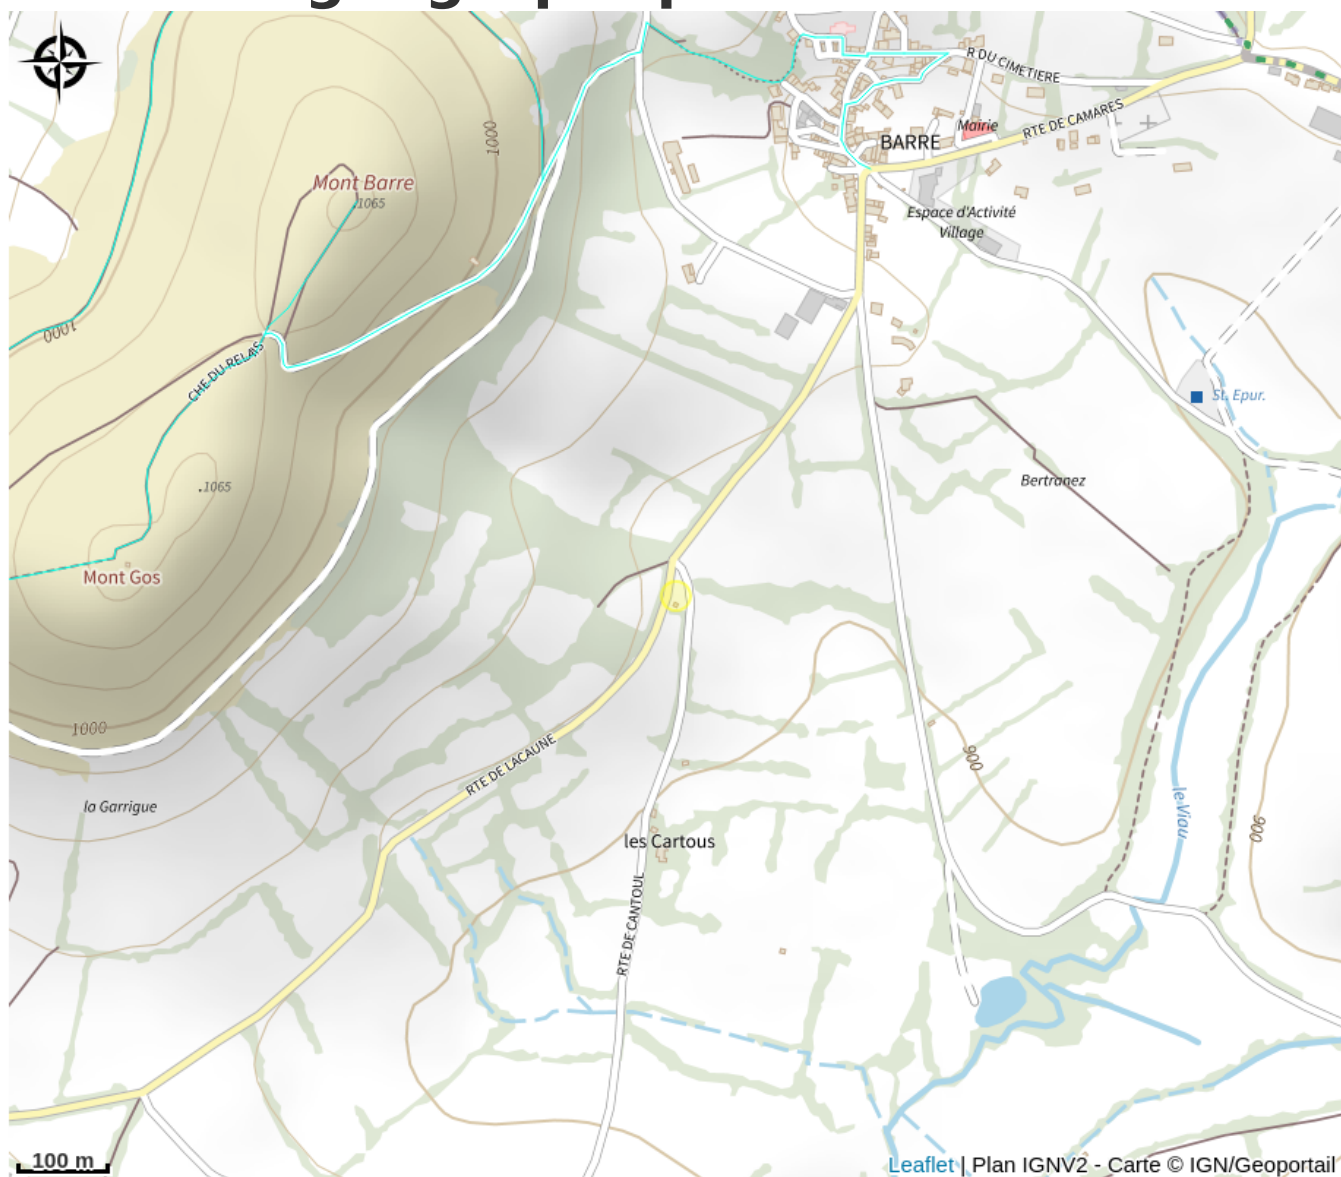 R DU CIMETIERE
Mairie
RTE DE CAMARES
BARRE
1000
Mont Barre
.1065
Espace d'Activité
Village
1000
CHE DU RELAIS
St. Epur.
.1065
Bertranez
Mont Gos
1000
RTE DE LACAUNE
900
la Garrigue
le Viau
900
les Cartous
RTE DE CANTOUL
100 m
Leaflet | Plan IGNV2 - Carte © IGN/Geoportail